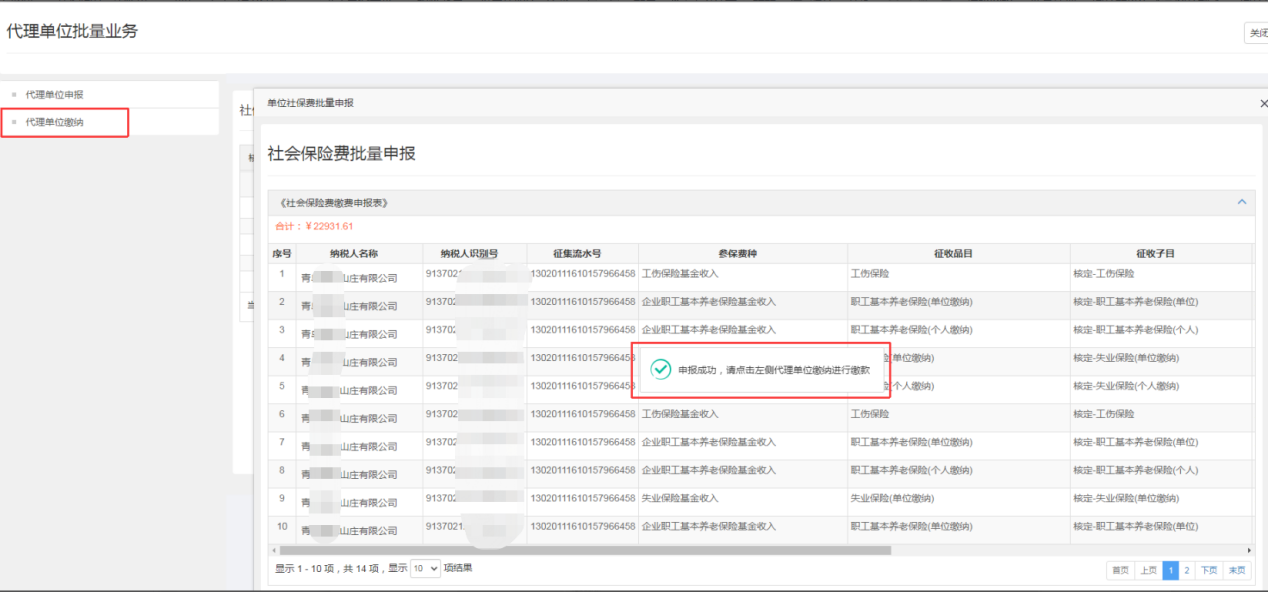 代理单位批量业务
关闭
代理单位申报
代理单位缴纳
单位社保费批量申报
社会保险费批量申报
《社会保险费缴费申报表》
合计：￥22931.61
序号 纳税人名称 纳税人识别号 征集流水号 参保费种 征收品目 征收子目
1 青 山庄有限公司 913702 13020111610157966458 工伤保险基金收入 工伤保险 核定-工伤保险
2 青 山庄有限公司 913702 13020111610157966458 企业职工基本养老保险基金收入 职工基本养老保险(单位缴纳) 核定-职工基本养老保险(单位)
3 青 山庄有限公司 913702 13020111610157966458 企业职工基本养老保险基金收入 职工基本养老保险(个人缴纳) 核定-职工基本养老保险(个人)
4 青 山庄有限公司 913702 13020111610157966458 (单位缴纳) 核定-失业保险(单位缴纳)
申报成功，请点击左侧代理单位缴纳进行缴款
5 青 山庄有限公司 913702 13020111610157966458 个人缴纳) 核定-失业保险(个人缴纳)
6 青 山庄有限公司 913702 13020111610157966458 工伤保险基金收入 工伤保险 核定-工伤保险
7 青 山庄有限公司 913702 13020111610157966458 企业职工基本养老保险基金收入 职工基本养老保险(单位缴纳) 核定-职工基本养老保险(单位)
8 青 山庄有限公司 913702 13020111610157966458 企业职工基本养老保险基金收入 职工基本养老保险(个人缴纳) 核定-职工基本养老保险(个人)
9 青 山庄有限公司 913702 13020111610157966458 失业保险基金收入 失业保险(单位缴纳) 核定-失业保险(单位缴纳)
10 青 山庄有限公司 9137021 13020111610157966458 企业职工基本养老保险基金收入 职工基本养老保险(单位缴纳) 核定-职工基本养老保险(单位)
显示 1 - 10 项，共 14 项，显示 10 项结果
首页 上页 1 2 下页 末页